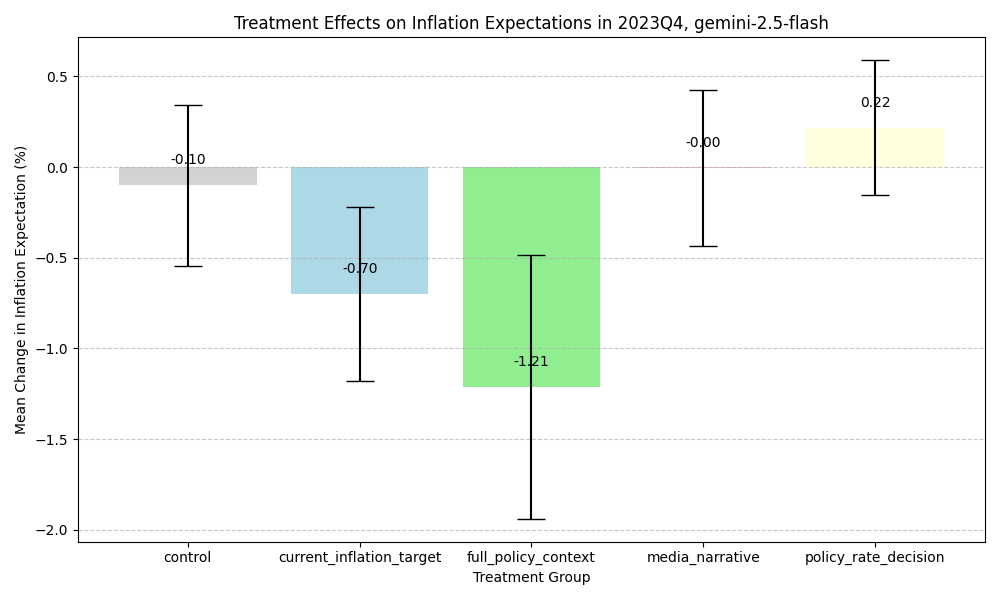 Treatment Effects on Inflation Expectations in 2023Q4, gemini-2.5-flash
Mean Change in Inflation Expectation (%)
0.5
0.0
−0.5
−1.0
−1.5
−2.0
-0.10
-0.70
-1.21
-0.00
0.22
control
current_inflation_target
full_policy_context
media_narrative
policy_rate_decision
Treatment Group